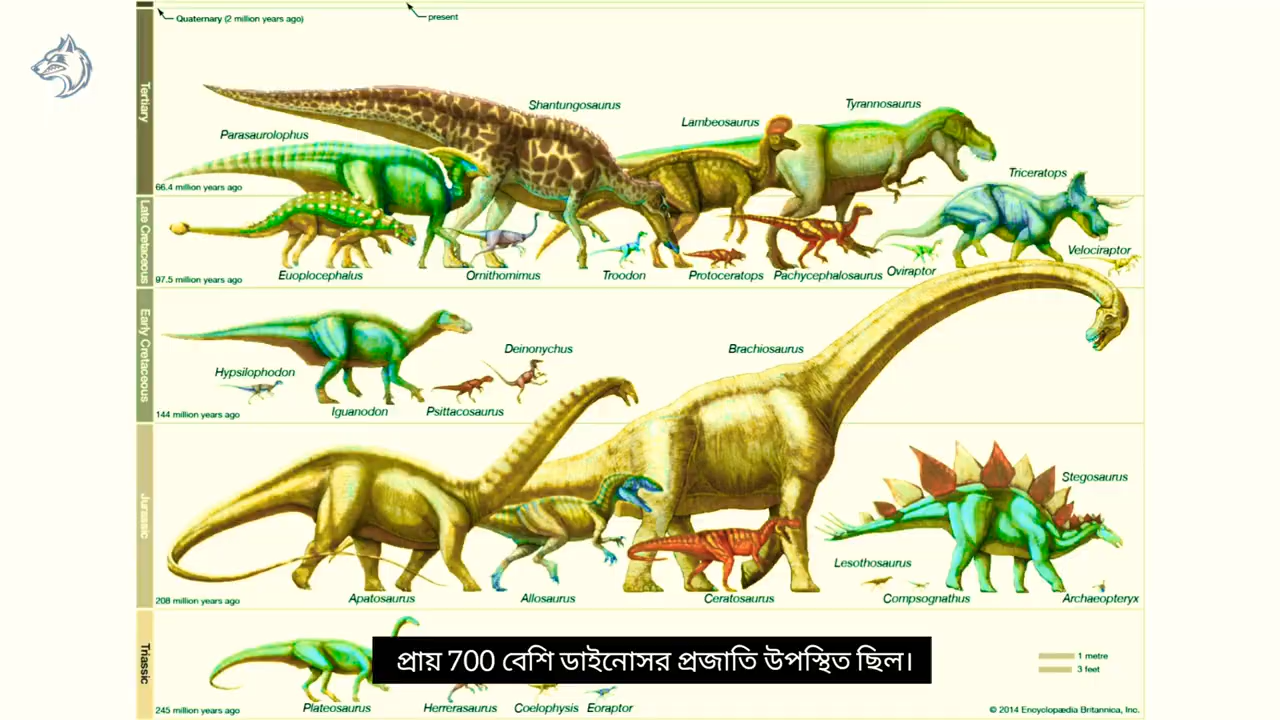 Quaternary (2 million years ago)
present
Tertiary
Shantungosaurus
Tyrannosaurus
Lambeosaurus
Parasaurolophus
Triceratops
66.4 million years ago
Late Cretaceous
Velociraptor
Euoplocephalus
Ornithomimus
Troodon
Protoceratops
Pachycephalosaurus
Oviraptor
97.5 million years ago
Early Cretaceous
Deinonychus
Brachiosaurus
Hypsilophodon
Iguanodon
Psittacosaurus
144 million years ago
Jurassic
Stegosaurus
Lesothosaurus
208 million years ago
Apatosaurus
Allosaurus
Ceratosaurus
Compsognathus
Archaeopteryx
Triassic
প্রায় 700 বেশি ডাইনোসর প্রজাতি উপস্থিত ছিল।
1 metre
3 feet
245 million years ago
Plateosaurus
Herrerasaurus
Coelophysis
Eoraptor
© 2014 Encyclopædia Britannica, Inc.